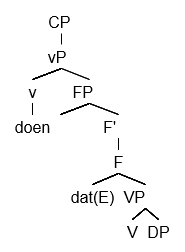 CP
vP
v FP
doen F'
F
dat(E) VP
V DP